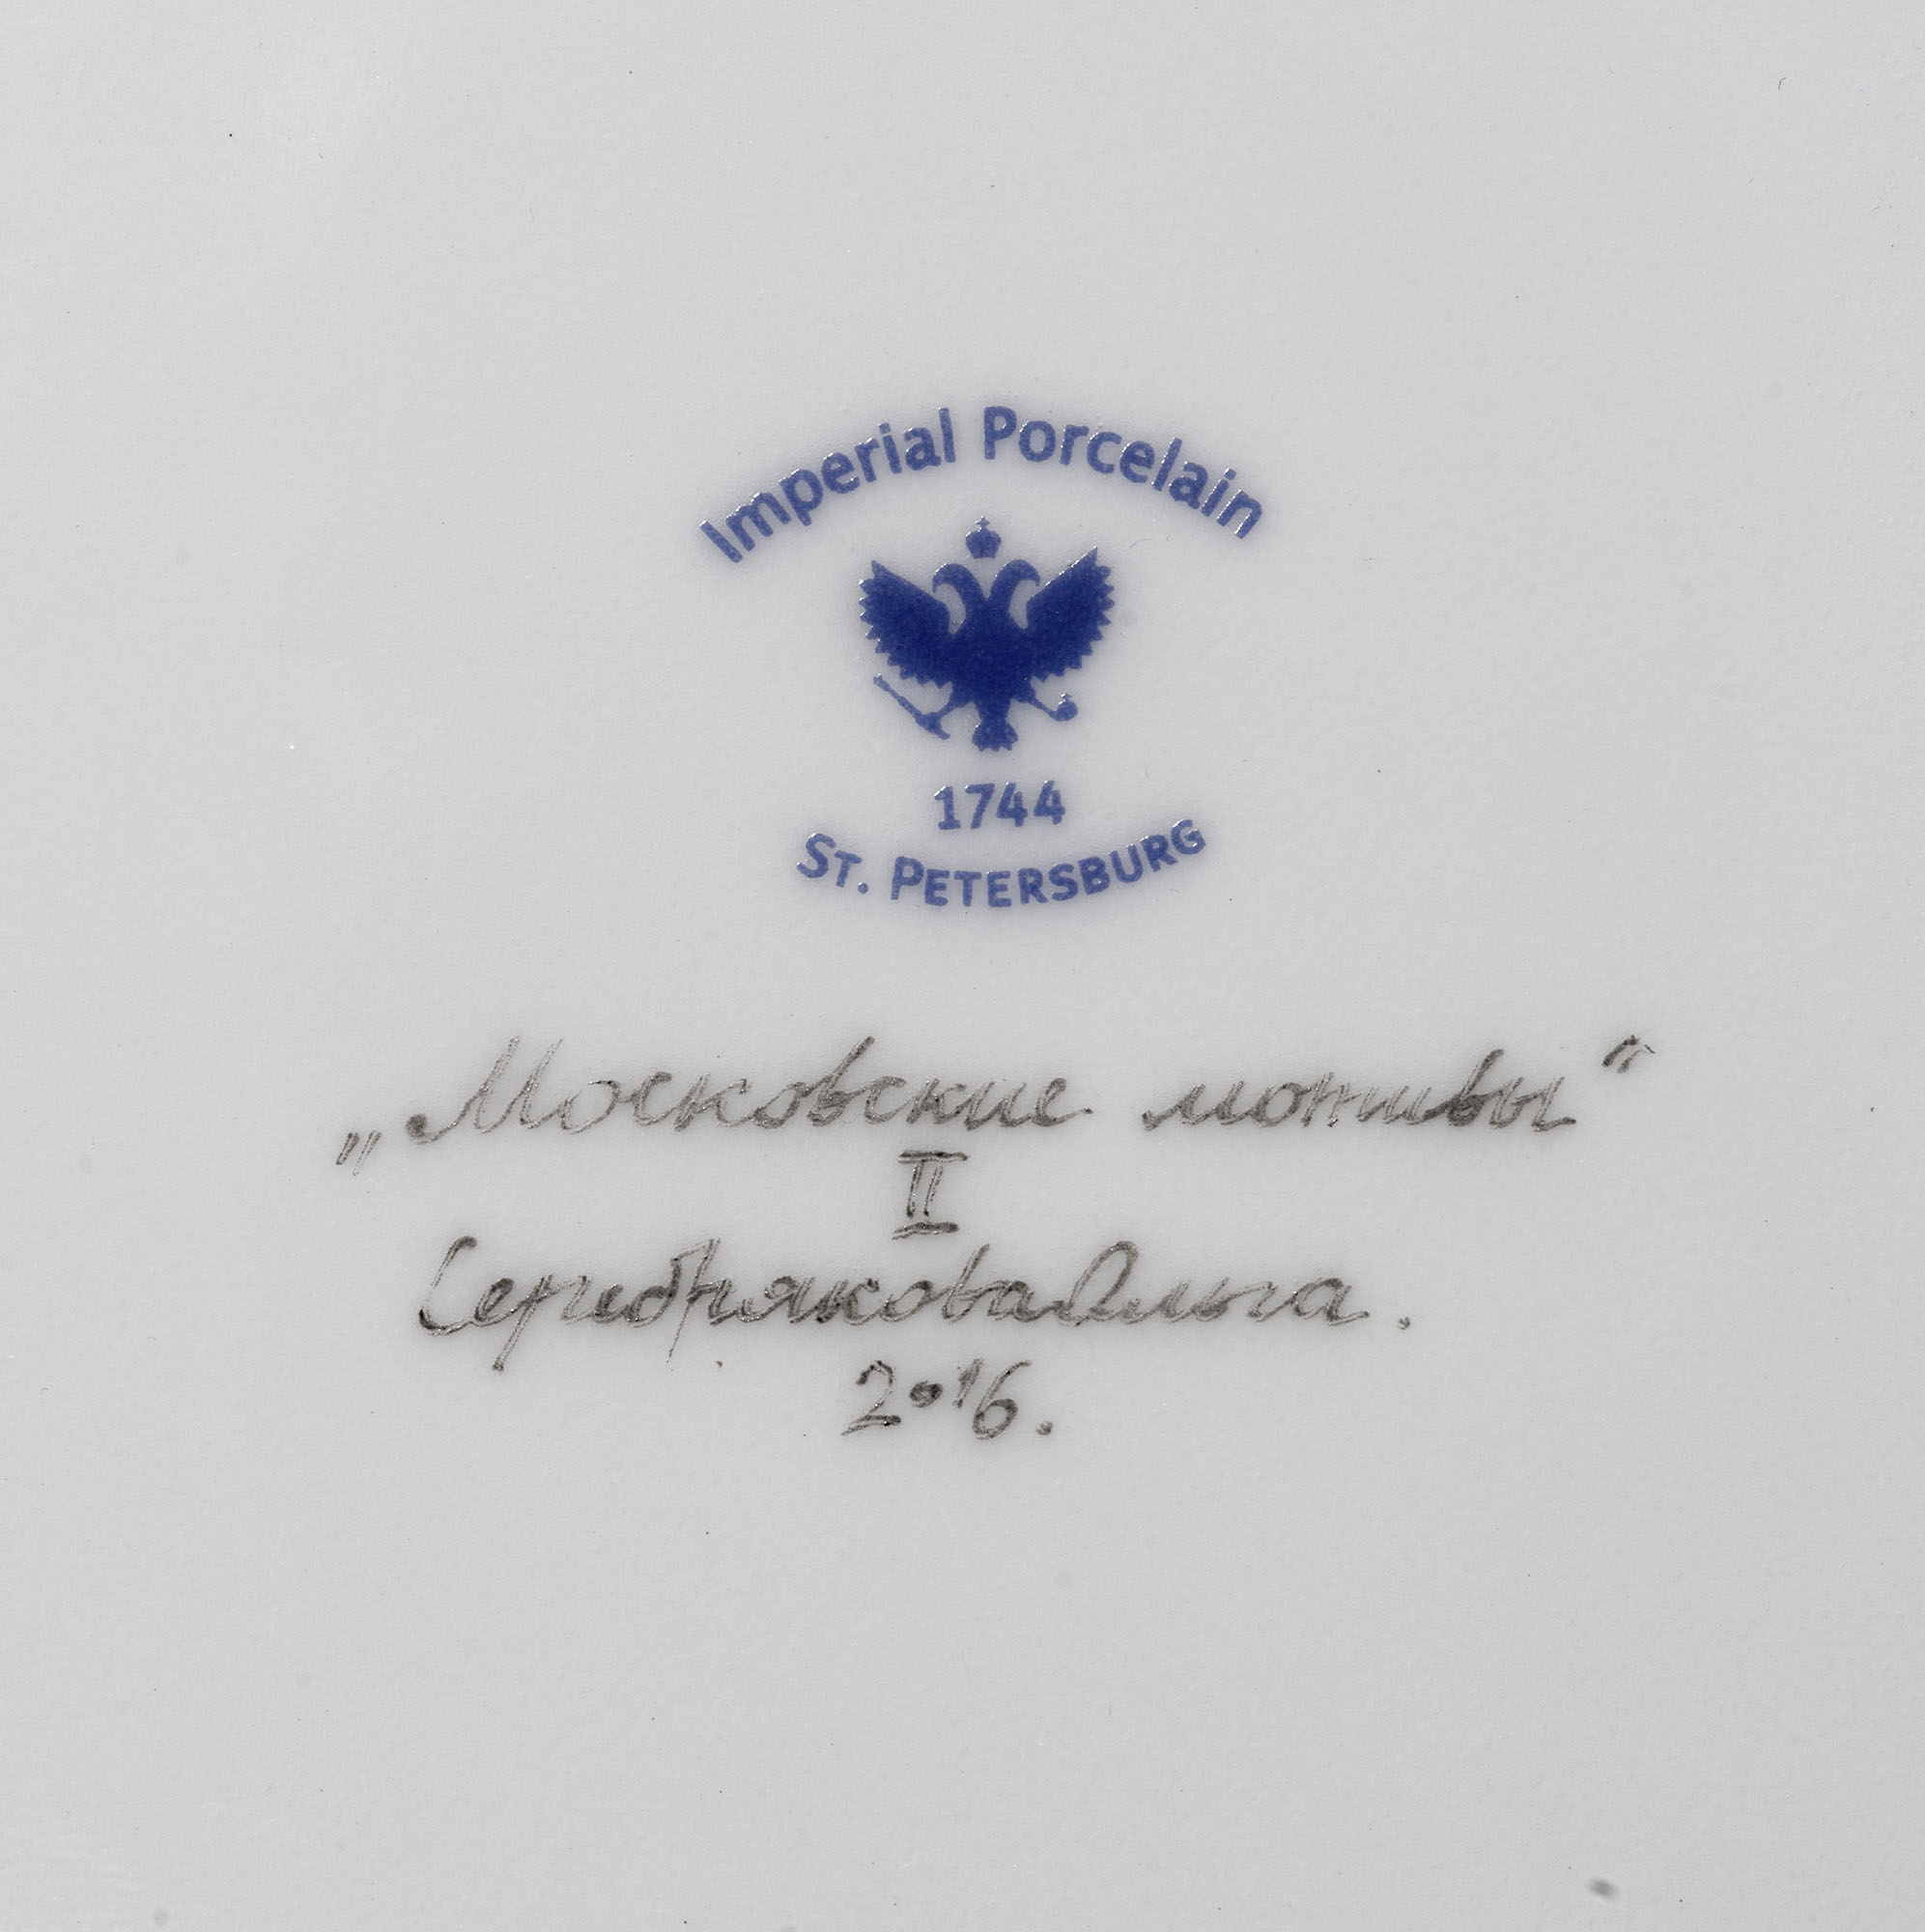 Imperial Porcelain
1744
ST. PETERSBURG
„Московские мотивы“
II
Серебрякова Ольга.
2016.